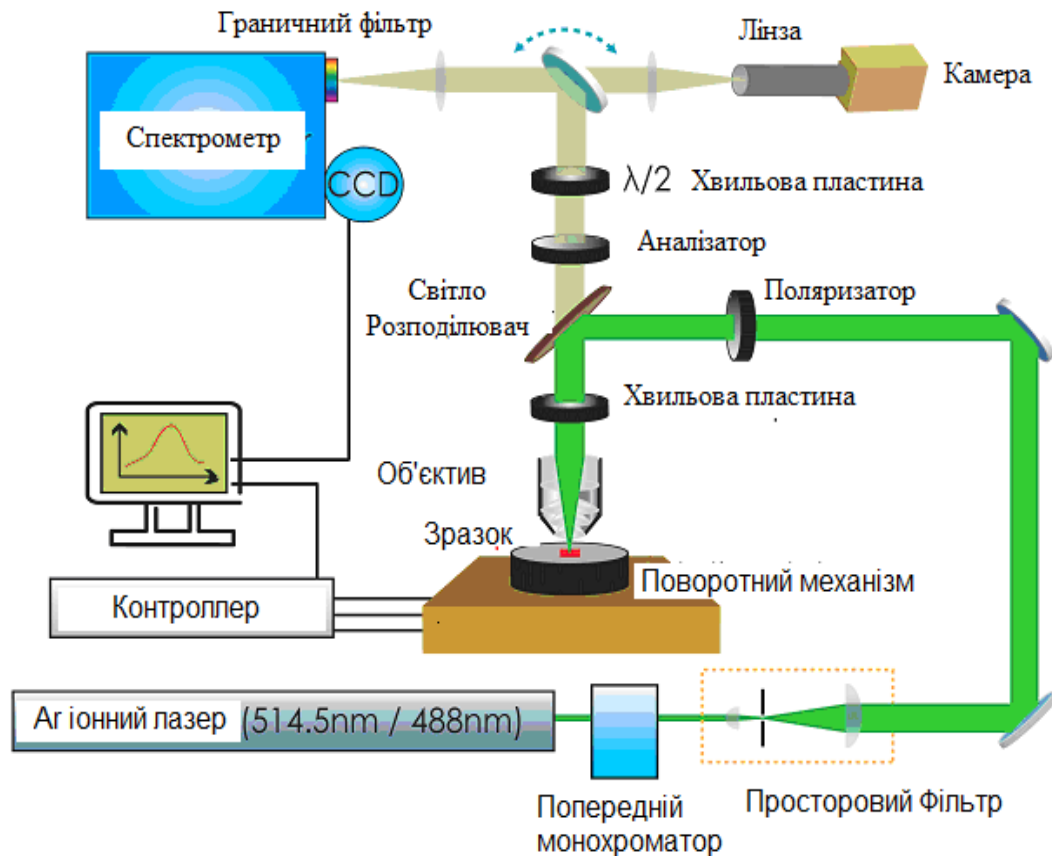 Граничний фільтр
Лінза
Камера
Спектрометр
CCD
λ/2 Хвильова пластина
Аналізатор
Світло
Розподілювач
Поляризатор
Хвильова пластина
Об'єктив
Зразок
Поворотний механізм
Контроллер
Ar іонний лазер (514.5nm / 488nm)
Попередній
монохроматор
Просторовий Фільтр